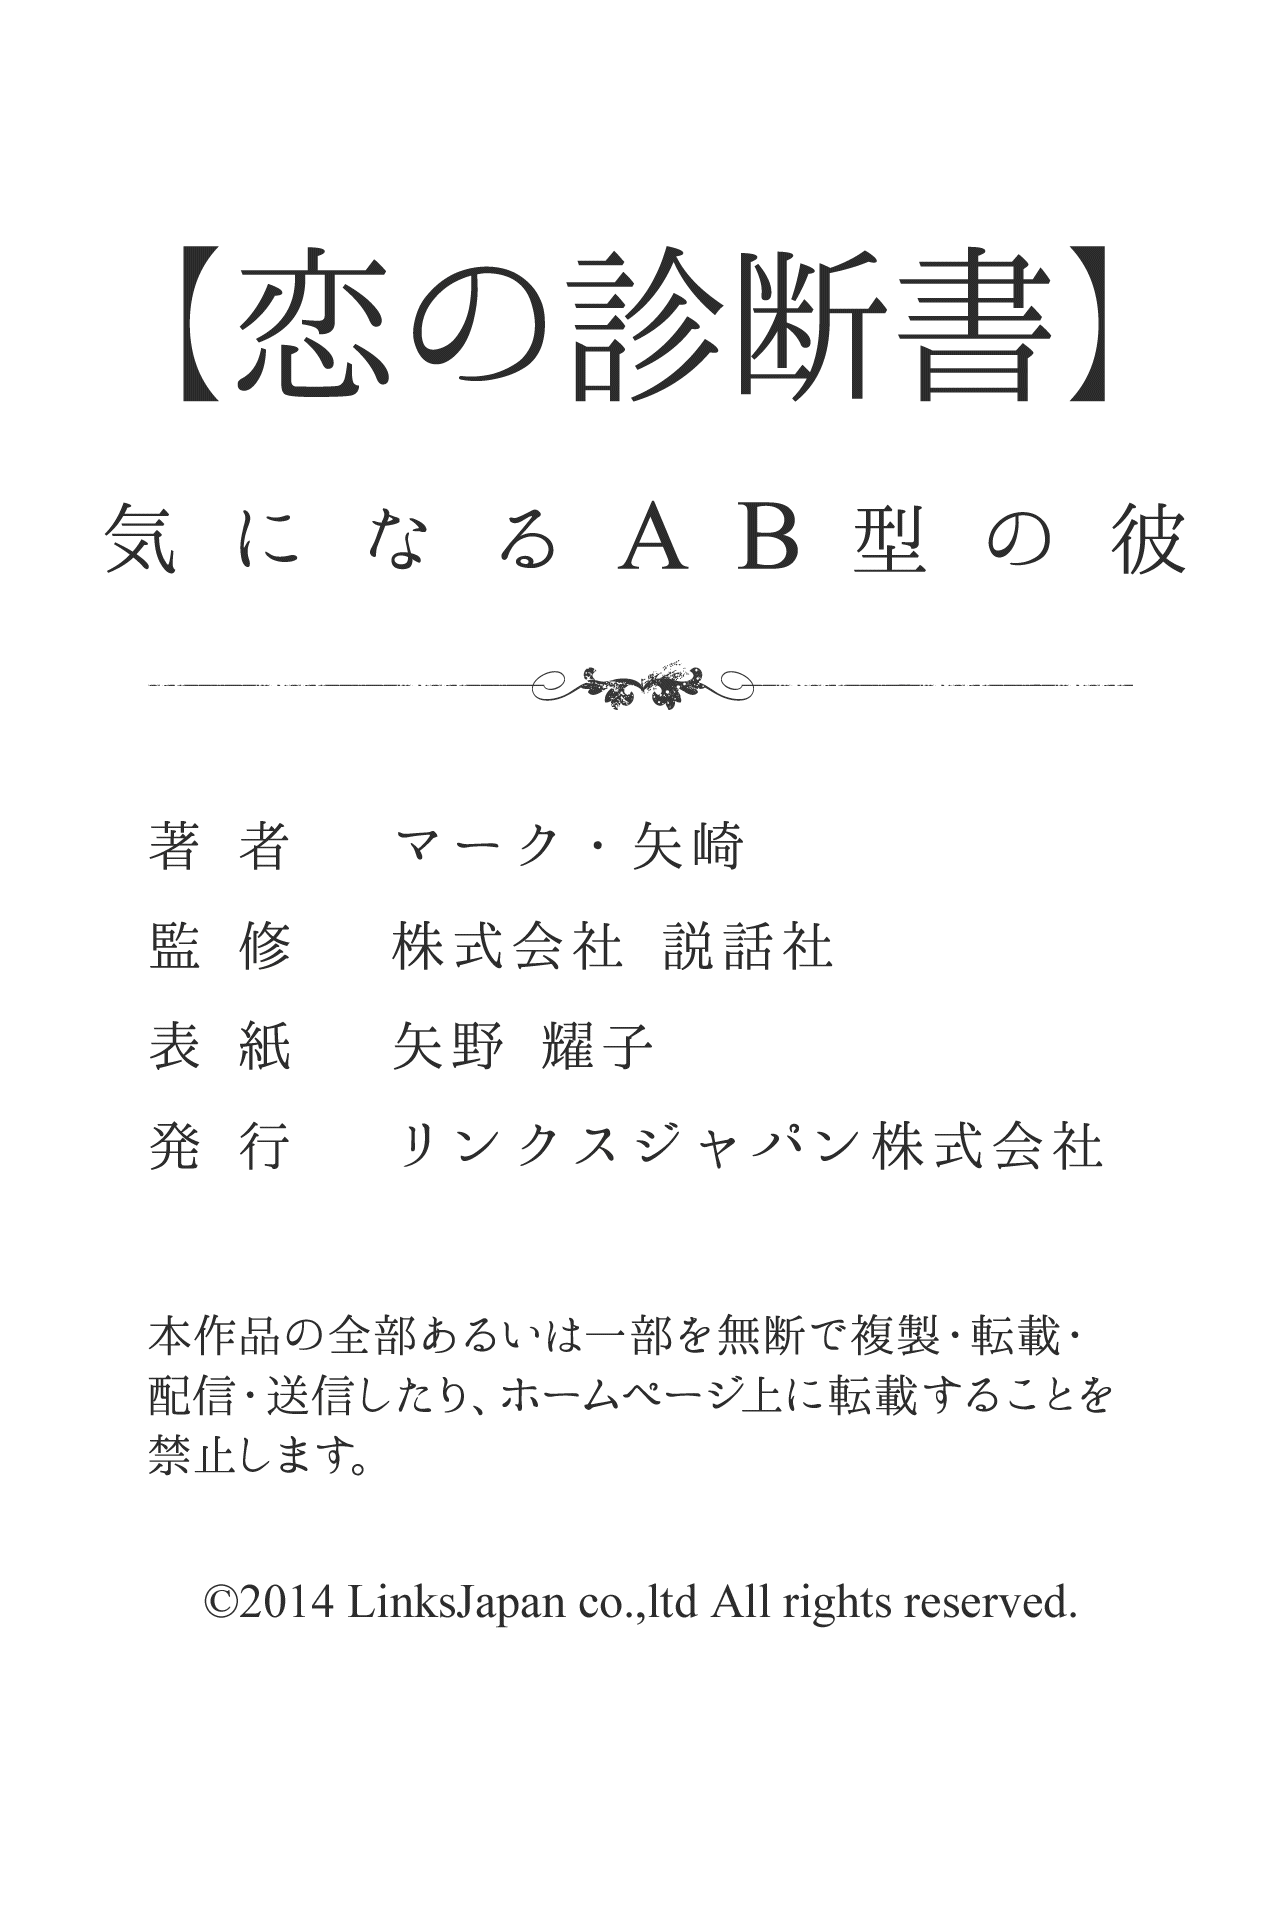 【恋の診断書】
気になるAB型の彼
著者 マーク・矢崎
監修 株式会社 説話社
表紙 矢野 耀子
発行 リンクスジャパン株式会社
本作品の全部あるいは一部を無断で複製・転載・
配信・送信したり、ホームページ上に転載することを
禁止します。
©2014 LinksJapan co.,ltd All rights reserved.